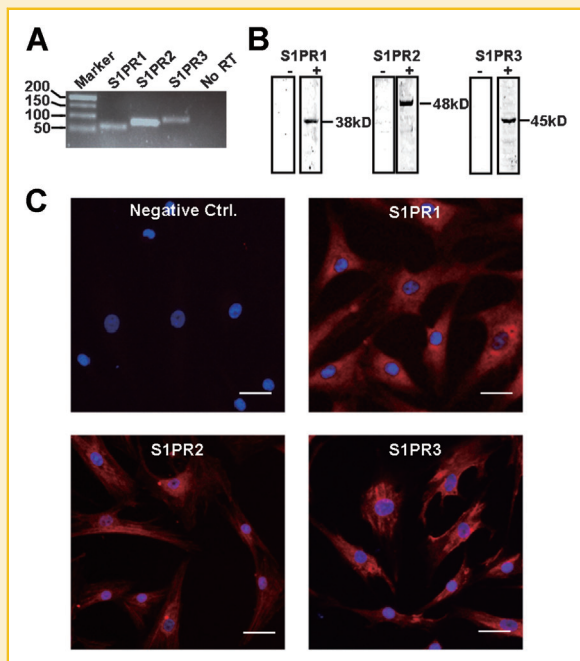 A
Marker
S1PR1
S1PR2
S1PR3
No RT
200
150
100
50
B
S1PR1 S1PR2 S1PR3
- + - + - +
38kD
48kD
45kD
C
Negative Ctrl. S1PR1
S1PR2 S1PR3